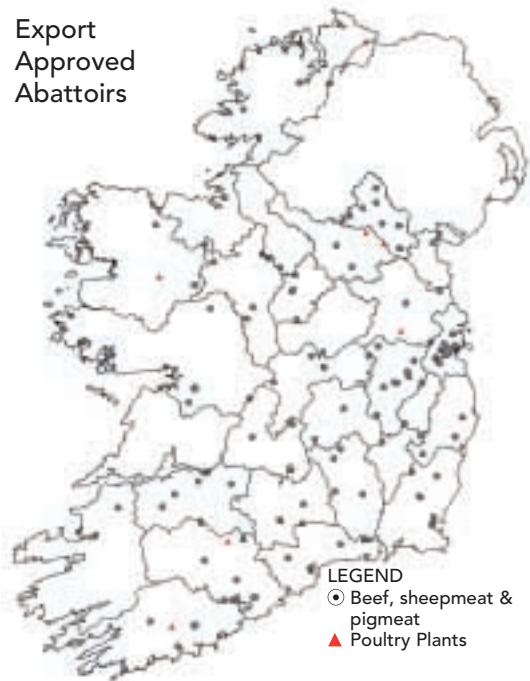 Export
Approved
Abattoirs
LEGEND
Beef, sheepmeat &
pigmeat
Poultry Plants